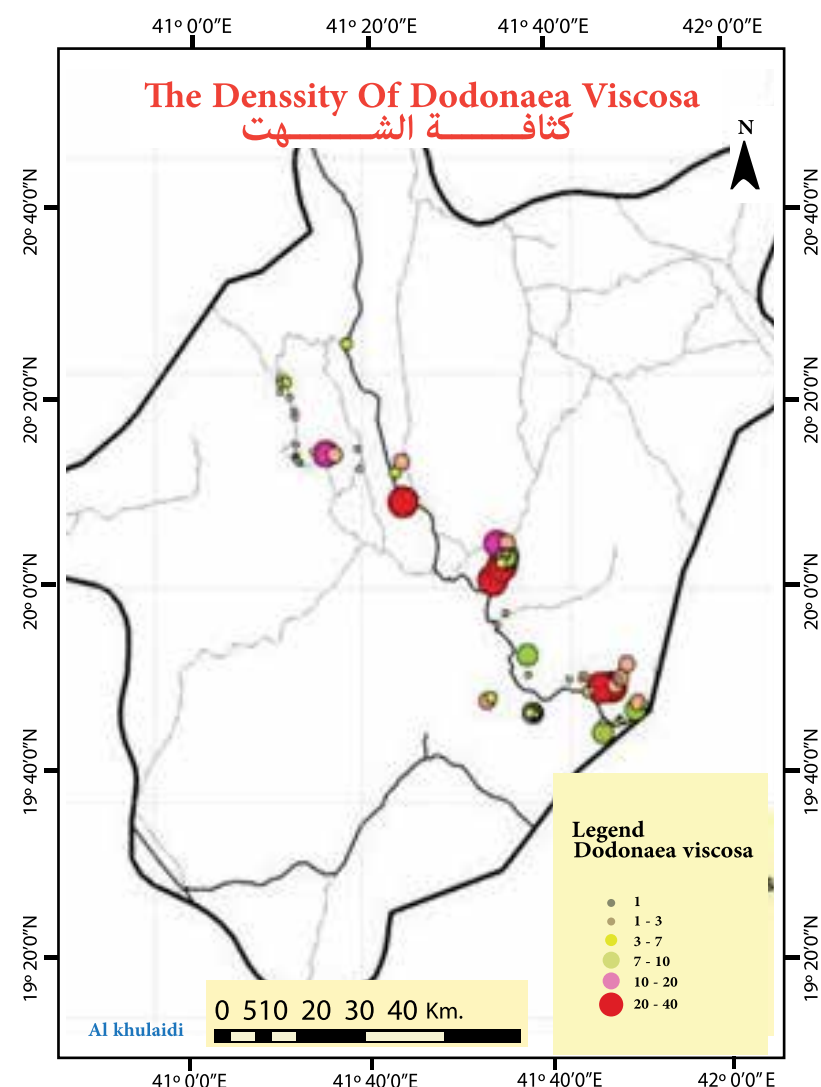 41° 0'0"E 41° 20'0"E 41° 40'0"E 42° 0'0"E
The Denssity Of Dodonaea Viscosa
كثافـــــــة الشـــــــــهت
N
20° 40'0"N 20° 40'0"N
20° 20'0"N 20° 20'0"N
20° 0'0"N 20° 0'0"N
19° 40'0"N 19° 40'0"N
19° 20'0"N 19° 20'0"N
Legend
Dodonaea viscosa
1
1 - 3
3 - 7
7 - 10
10 - 20
20 - 40
0 510 20 30 40 Km.
Al khulaidi
41° 0'0"E 41° 40'0"E 41° 40'0"E 42° 0'0"E